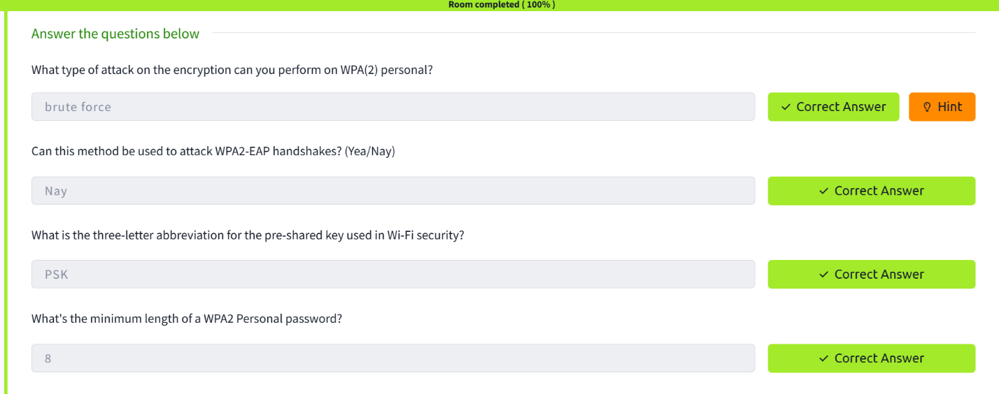 Room completed ( 100% )
Answer the questions below
What type of attack on the encryption can you perform on WPA(2) personal?
brute force
Correct Answer
Hint
Can this method be used to attack WPA2-EAP handshakes? (Yea/Nay)
Nay
Correct Answer
What is the three-letter abbreviation for the pre-shared key used in Wi-Fi security?
PSK
Correct Answer
What's the minimum length of a WPA2 Personal password?
8
Correct Answer